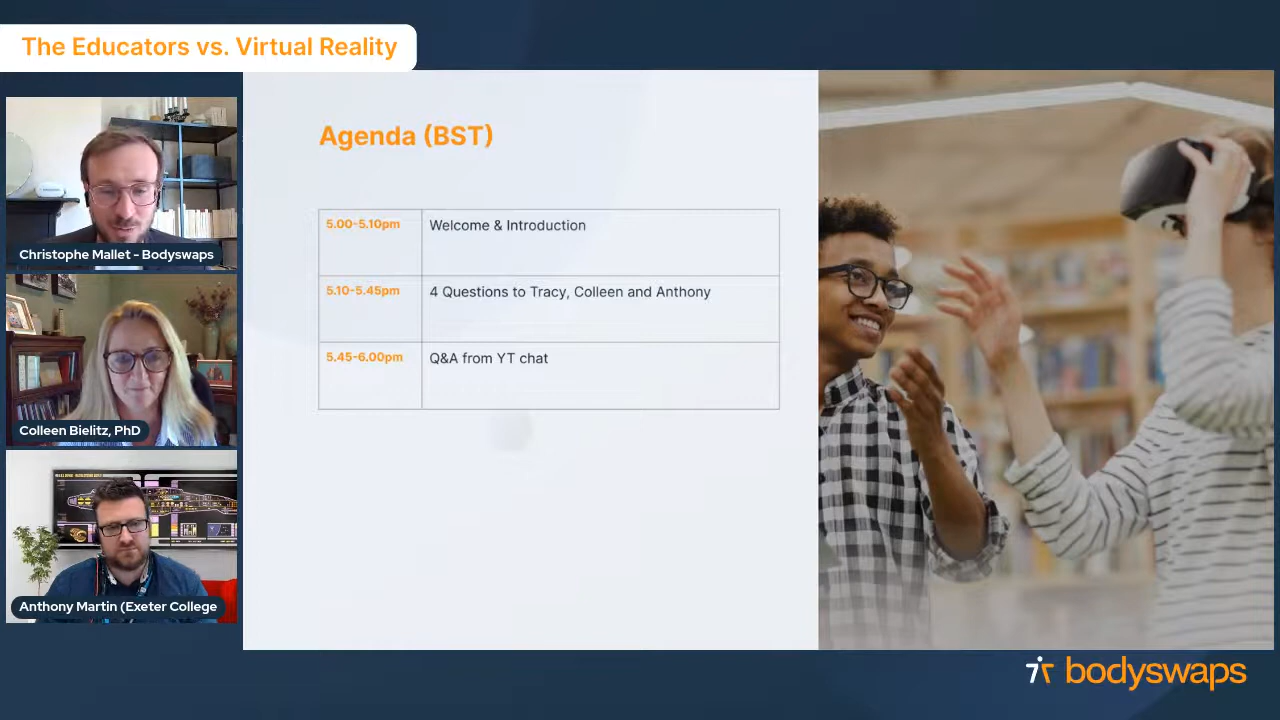 The Educators vs. Virtual Reality
Christophe Mallet - Bodyswaps
Colleen Bielitz, PhD
Anthony Martin (Exeter College
Agenda (BST)
5.00-5.10pm Welcome & Introduction
5.10-5.45pm 4 Questions to Tracy, Colleen and Anthony
5.45-6.00pm Q&A from YT chat
bodyswaps